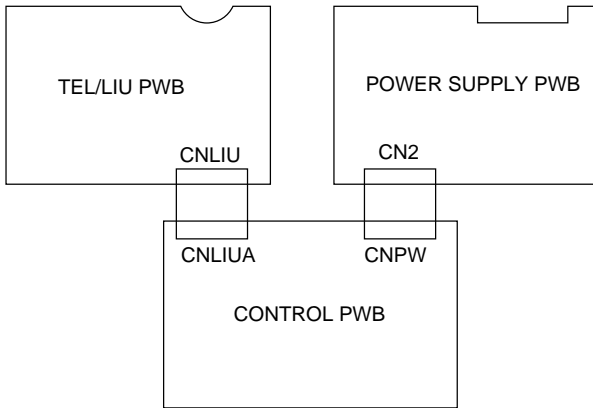 TEL/LIU PWB
POWER SUPPLY PWB
CNLIU
CN2
CNLIUA
CNPW
CONTROL PWB